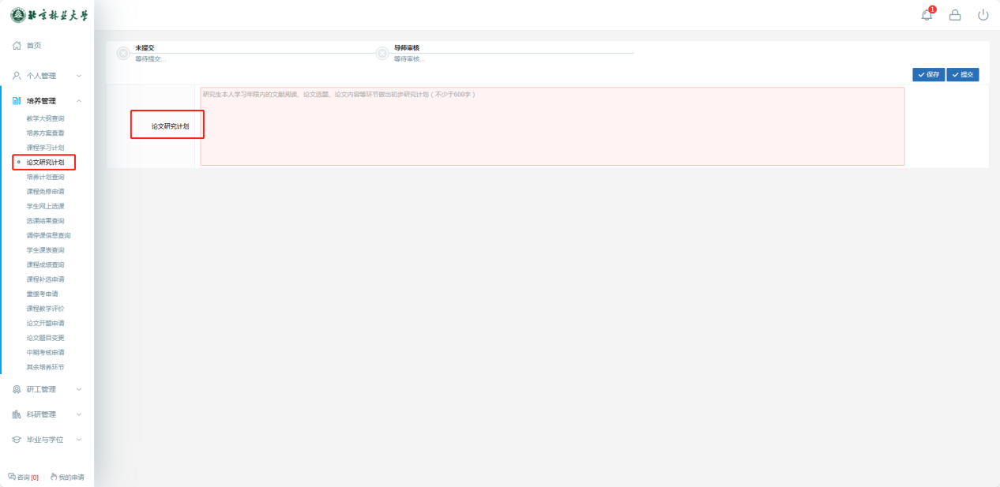 北京林业大学
1
首页
个人管理
培养管理
教学大纲查询
培养方案查看
课程学习计划
论文研究计划
培养计划查询
课程免修申请
学生网上选课
选课结果查询
调停课信息查询
学生课表查询
课程成绩查询
课程补选申请
重缓考申请
课程教学评价
论文开题申请
论文题目变更
中期考核申请
其余培养环节
研工管理
科研管理
毕业与学位
咨询[0] 我的申请
未提交
等待提交...
导师审核
等待审核...
保存 提交
论文研究计划
研究生本人学习年限内的文献阅读、论文选题、论文内容等环节做出初步研究计划(不少于600字)